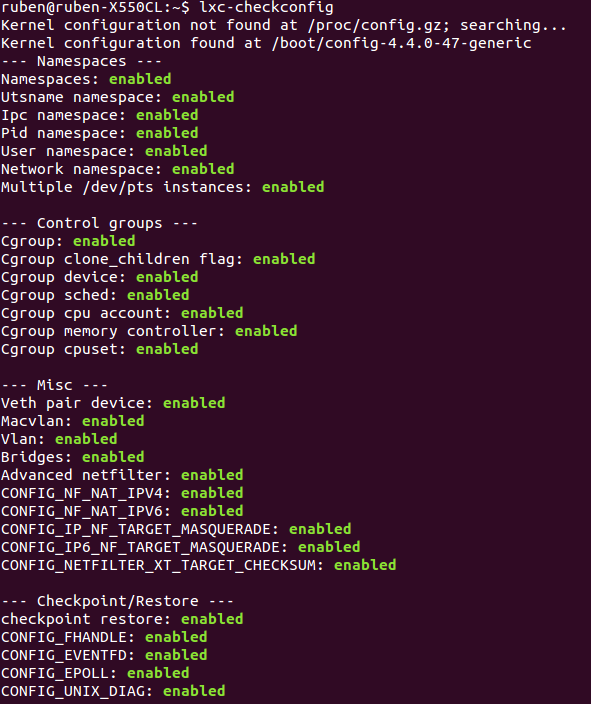 ruben@ruben-X550CL:~$ lxc-checkconfig
Kernel configuration not found at /proc/config.gz; searching...
Kernel configuration found at /boot/config-4.4.0-47-generic
--- Namespaces ---
Namespaces: enabled
Utsname namespace: enabled
Ipc namespace: enabled
Pid namespace: enabled
User namespace: enabled
Network namespace: enabled
Multiple /dev/pts instances: enabled

--- Control groups ---
Cgroup: enabled
Cgroup clone_children flag: enabled
Cgroup device: enabled
Cgroup sched: enabled
Cgroup cpu account: enabled
Cgroup memory controller: enabled
Cgroup cpuset: enabled

--- Misc ---
Veth pair device: enabled
Macvlan: enabled
Vlan: enabled
Bridges: enabled
Advanced netfilter: enabled
CONFIG_NF_NAT_IPV4: enabled
CONFIG_NF_NAT_IPV6: enabled
CONFIG_IP_NF_TARGET_MASQUERADE: enabled
CONFIG_IP6_NF_TARGET_MASQUERADE: enabled
CONFIG_NETFILTER_XT_TARGET_CHECKSUM: enabled

--- Checkpoint/Restore ---
checkpoint restore: enabled
CONFIG_FHANDLE: enabled
CONFIG_EVENTFD: enabled
CONFIG_EPOLL: enabled
CONFIG_UNIX_DIAG: enabled